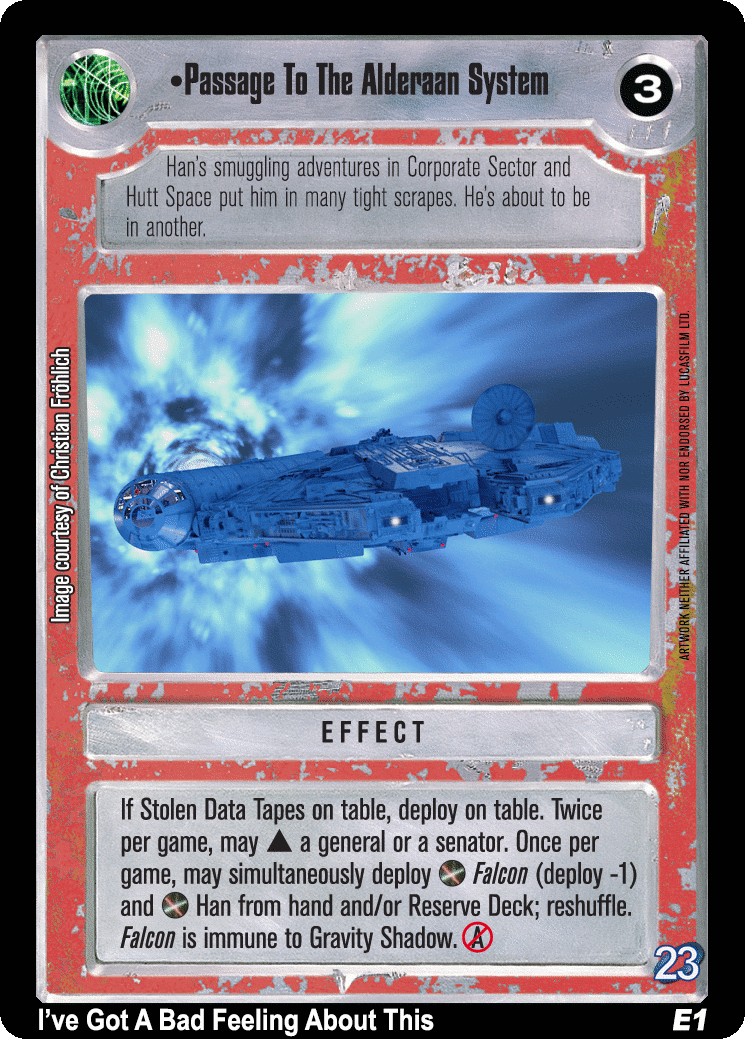 •Passage To The Alderaan System
3
Han's smuggling adventures in Corporate Sector and
Hutt Space put him in many tight scrapes. He's about to be
in another.
Image courtesy of Christian Fröhlich
ARTWORK NEITHER AFFILIATED WITH NOR ENDORSED BY LUCASFILM LTD.
EFFECT
If Stolen Data Tapes on table, deploy on table. Twice
per game, may ▲ a general or a senator. Once per
game, may simultaneously deploy Falcon (deploy -1)
and Han from hand and/or Reserve Deck; reshuffle.
Falcon is immune to Gravity Shadow. A
23
I've Got A Bad Feeling About This
E1